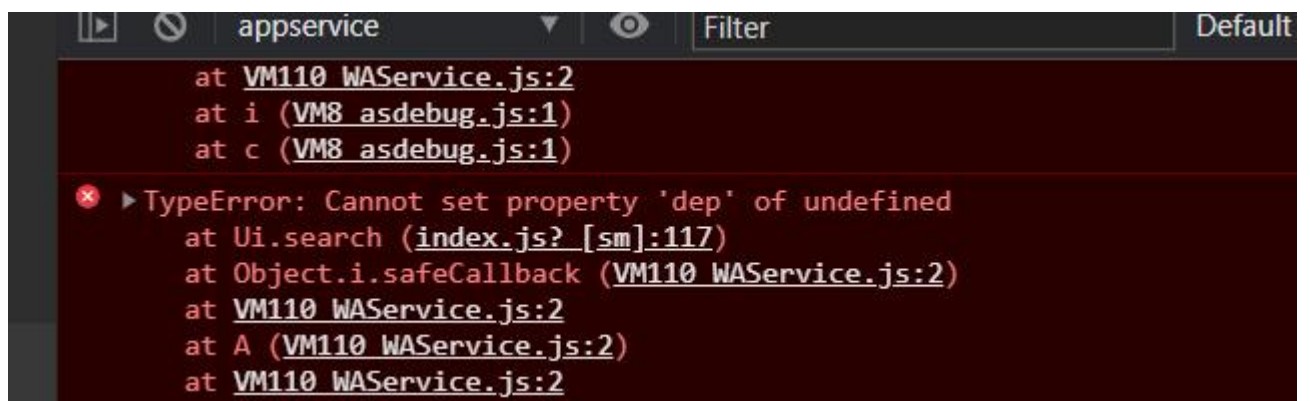 appservice Filter Default
at VM110 WAService.js:2
at i (VM8 asdebug.js:1)
at c (VM8 asdebug.js:1)
TypeError: Cannot set property 'dep' of undefined
at Ui.search (index.js? [sm]:117)
at Object.i.safeCallback (VM110 WAService.js:2)
at VM110 WAService.js:2
at A (VM110 WAService.js:2)
at VM110 WAService.js:2